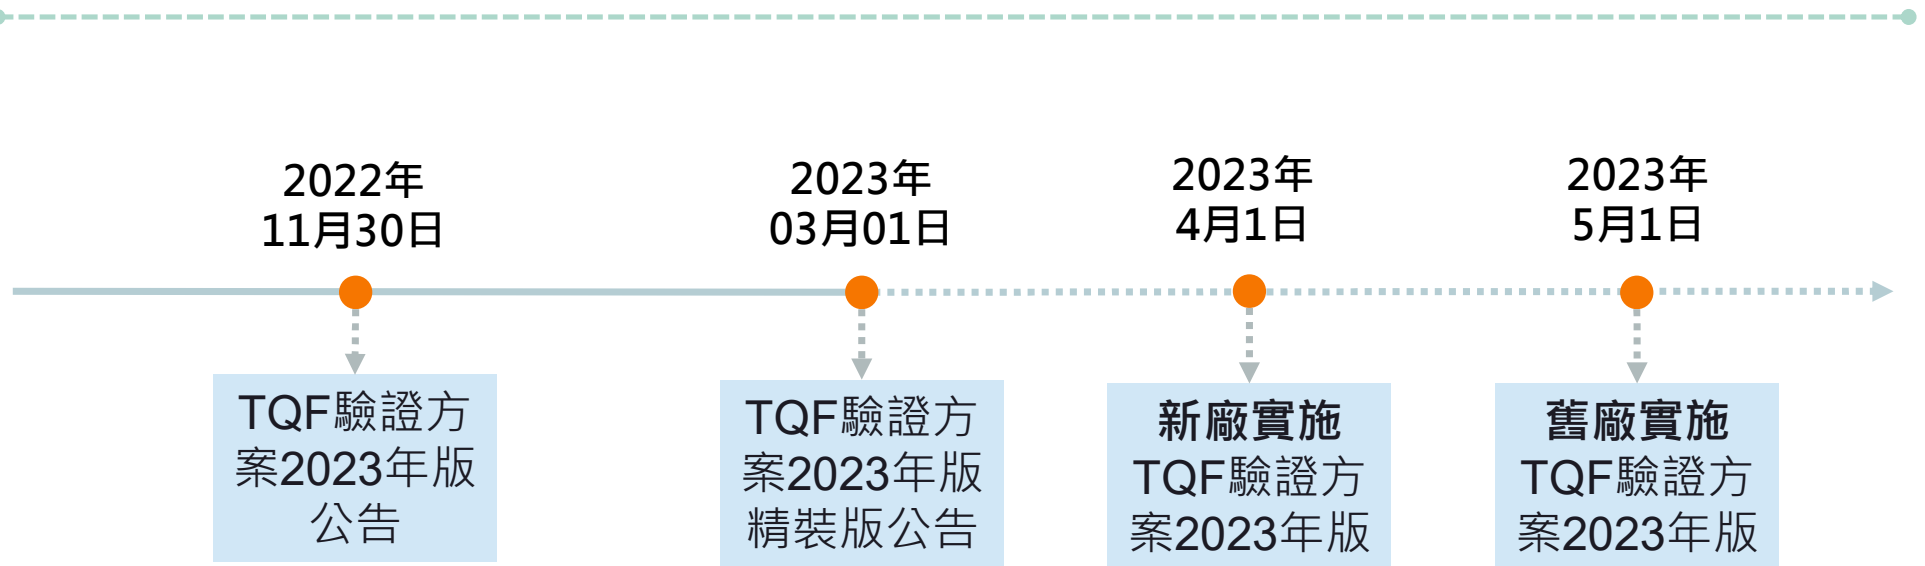 2022年
11月30日
2023年
03月01日
2023年
4月1日
2023年
5月1日
TQF驗證方
案2023年版
公告
TQF驗證方
案2023年版
精裝版公告
新廠實施
TQF驗證方
案2023年版
舊廠實施
TQF驗證方
案2023年版